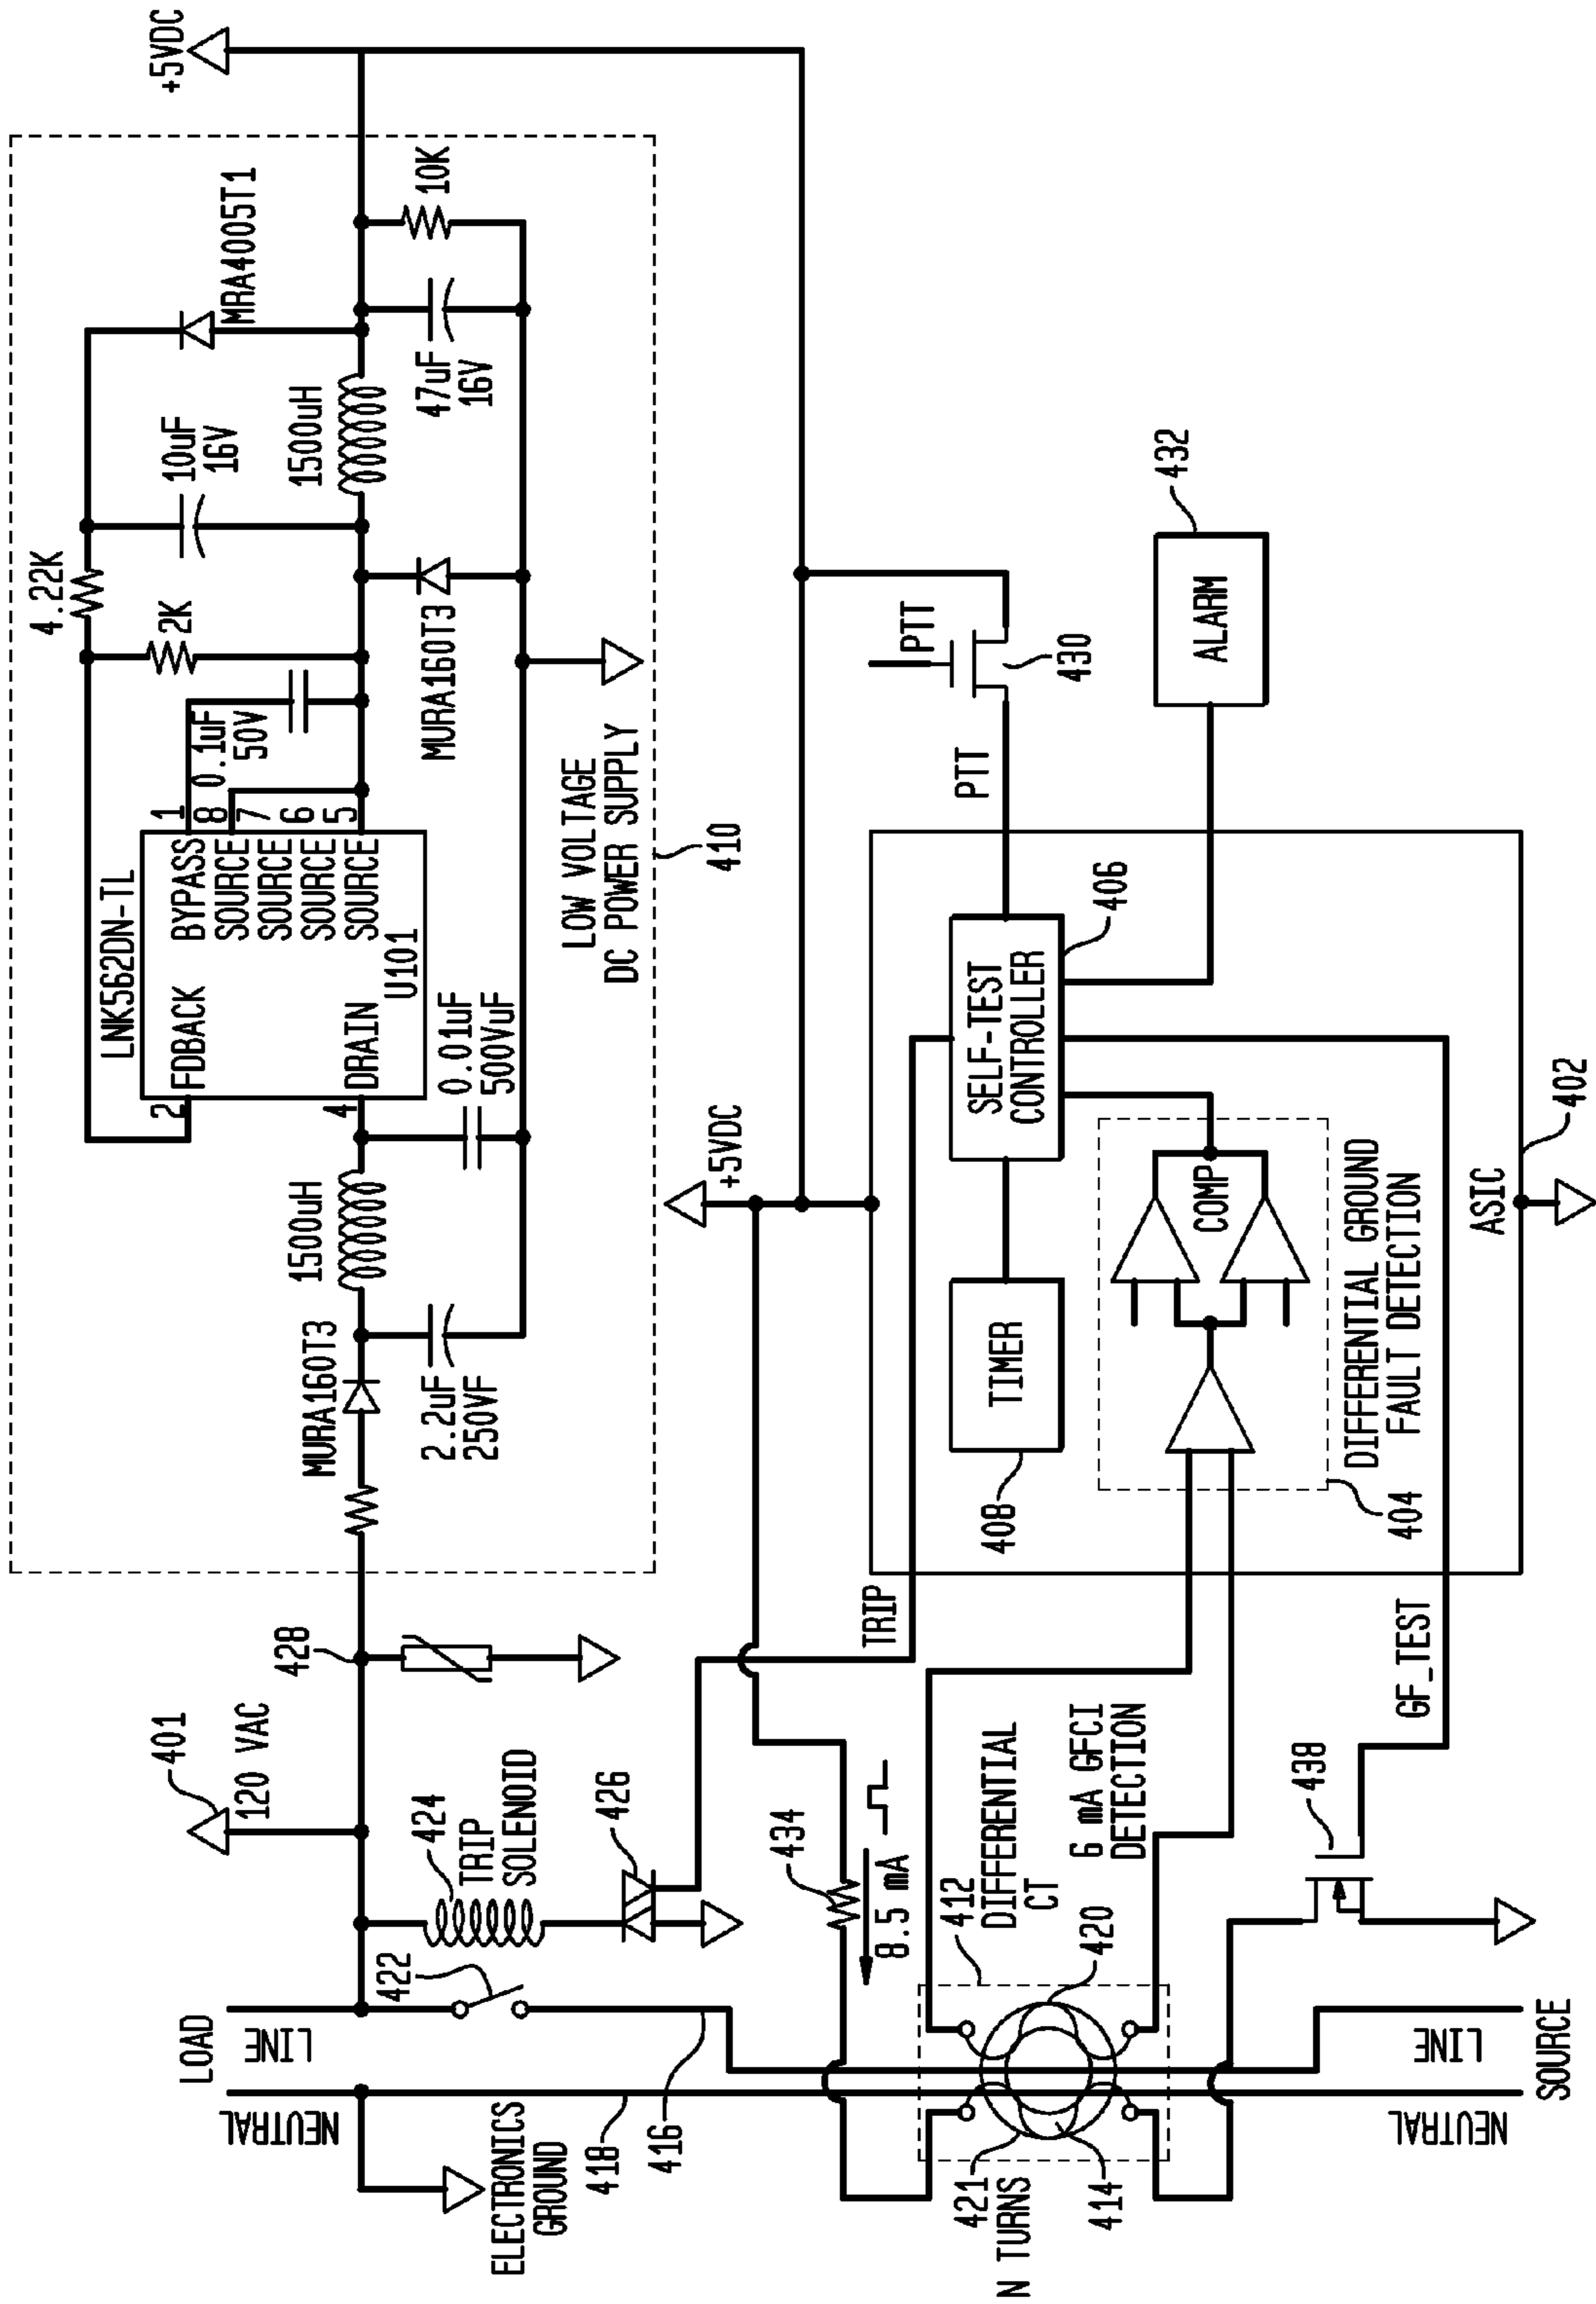 LOAD
NEUTRAL
LINE
ELECTRONICS
GROUND
418
416
422
401
120 VAC
424
TRIP
SOLENOID
426
428
MURA160T3
2.2uF
250VF
1500uH
LNK562DN-TL
2
FDBACK
4
DRAIN
U101
BYPASS
SOURCE
SOURCE
SOURCE
SOURCE
1
8
7
6
5
0.01uF
500VuF
0.1uF
50V
2K
4.22K
10uF
16V
1500uH
MURA160T3
MRA4005T1
47uF
16V
10K
+5VDC
LOW VOLTAGE
DC POWER SUPPLY
410
+5VDC
434
8.5 mA
TRIP
412
DIFFERENTIAL
CT
420
6 mA GFCI
DETECTION
421
N TURNS
414
408
TIMER
SELF-TEST
CONTROLLER
406
PTT
PTT
430
ALARM
432
COMP
DIFFERENTIAL GROUND
FAULT DETECTION
404
ASIC
402
GF_TEST
438
NEUTRAL
LINE
SOURCE